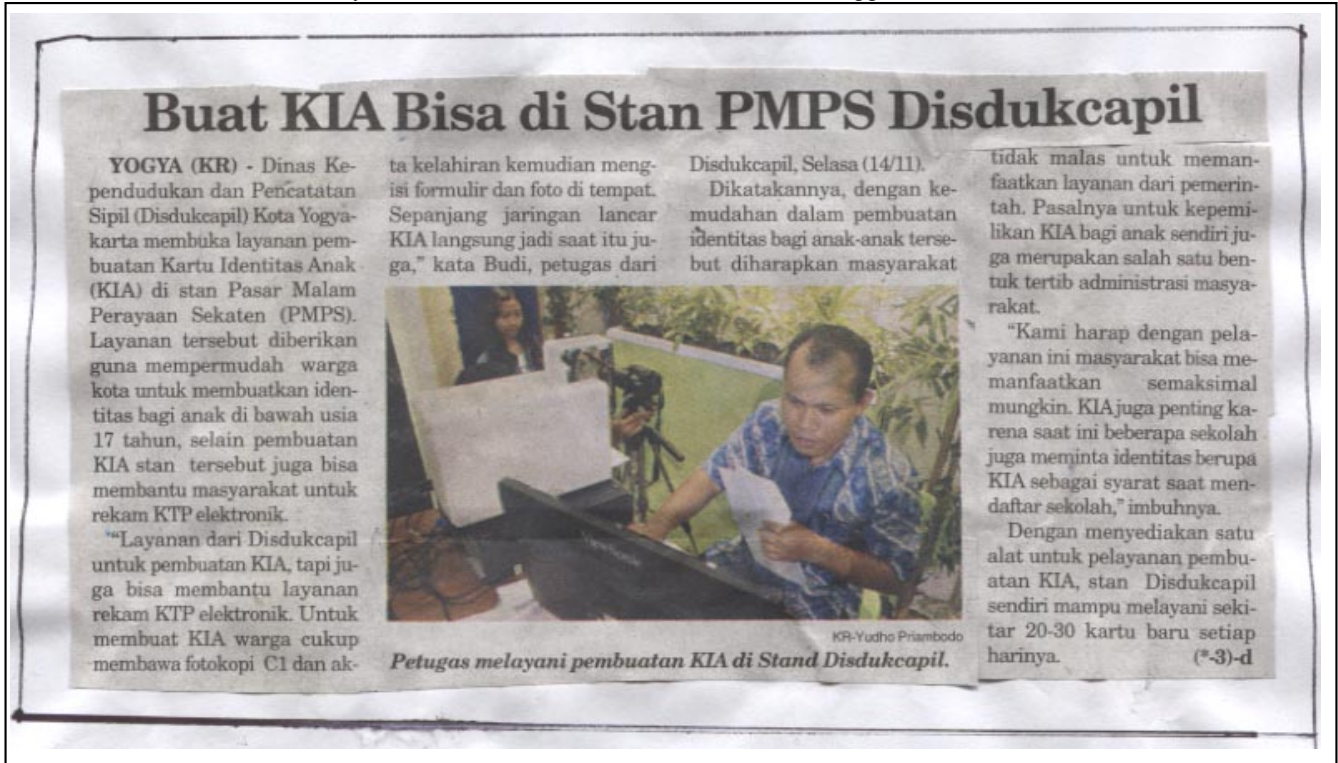 Buat KIA Bisa di Stan PMPS Disdukcapil
YOGYA (KR) - Dinas Ke-
pendudukan dan Pencatatan
Sipil (Disdukcapil) Kota Yogya-
karta membuka layanan pem-
buatan Kartu Identitas Anak
(KIA) di stan Pasar Malam
Perayaan Sekaten (PMPS).
Layanan tersebut diberikan
guna mempermudah warga
kota untuk membuatkan iden-
titas bagi anak di bawah usia
17 tahun, selain pembuatan
KIA stan tersebut juga bisa
membantu masyarakat untuk
rekam KTP elektronik.
"Layanan dari Disdukcapil
untuk pembuatan KIA, tapi ju-
ga bisa membantu layanan
rekam KTP elektronik. Untuk
membuat KIA warga cukup
membawa fotokopi C1 dan ak-
ta kelahiran kemudian meng-
isi formulir dan foto di tempat.
Sepanjang jaringan lancar
KIA langsung jadi saat itu ju-
ga," kata Budi, petugas dari
Disdukcapil, Selasa (14/11).
Dikatakannya, dengan ke-
mudahan dalam pembuatan
identitas bagi anak-anak terse-
but diharapkan masyarakat
tidak malas untuk meman-
faatkan layanan dari pemerin-
tah. Pasalnya untuk kepemi-
likan KIA bagi anak sendiri ju-
ga merupakan salah satu ben-
tuk tertib administrasi masya-
rakat.
"Kami harap dengan pela-
yanan ini masyarakat bisa me-
manfaatkan semaksimal
mungkin. KIA juga penting ka-
rena saat ini beberapa sekolah
juga meminta identitas berupa
KIA sebagai syarat saat men-
daftar sekolah," imbuhnya.
Dengan menyediakan satu
alat untuk pelayanan pembu-
atan KIA, stan Disdukcapil
sendiri mampu melayani seki-
tar 20-30 kartu baru setiap
harinya. (*-3)-d
KR-Yudho Priambodo
Petugas melayani pembuatan KIA di Stand Disdukcapil.